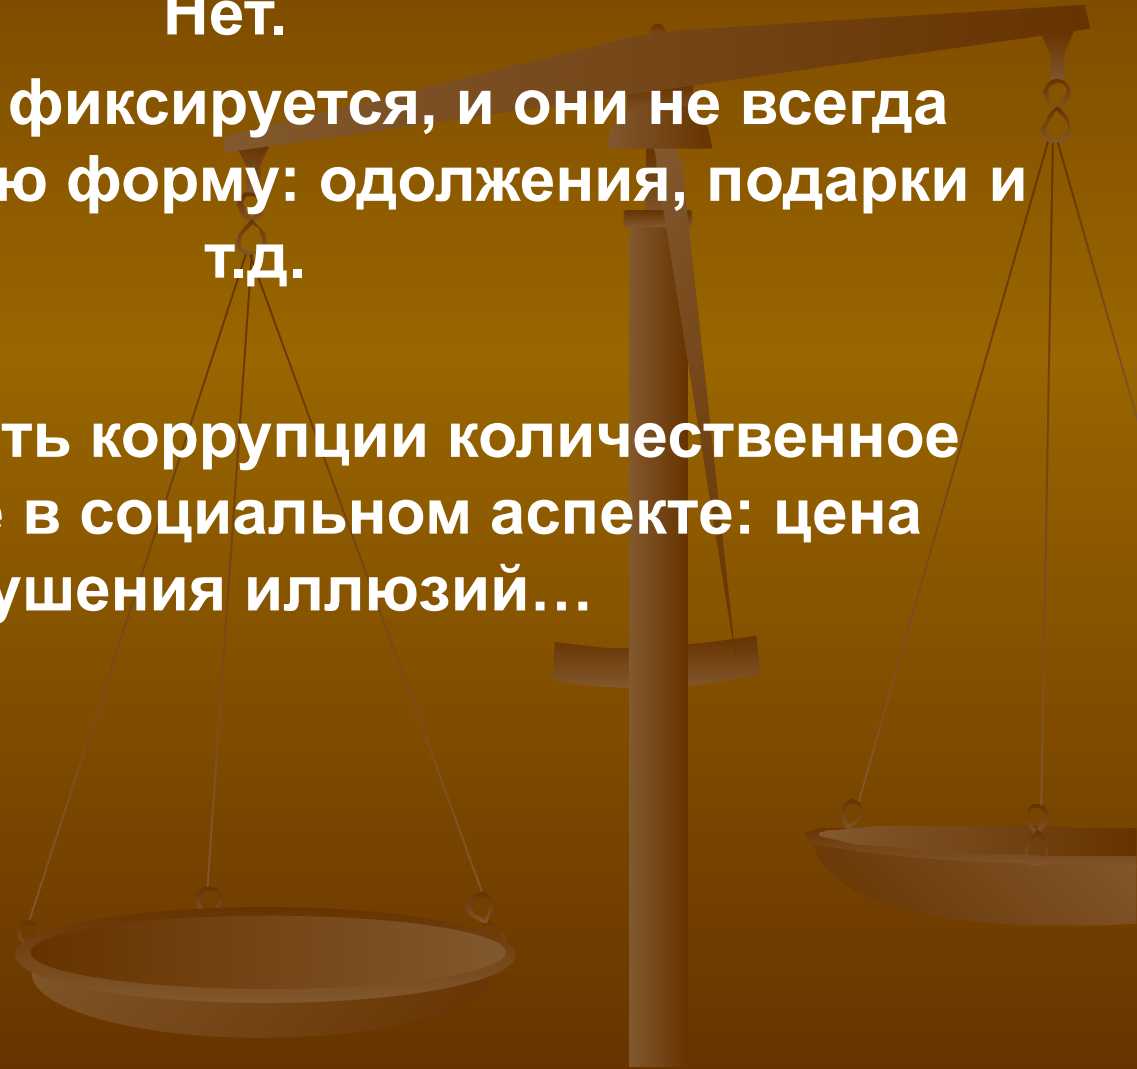 Нет.
фиксируется, и они не всегда
ю форму: одолжения, подарки и
т.д.
ть коррупции количественное
е в социальном аспекте: цена
ушения иллюзий…